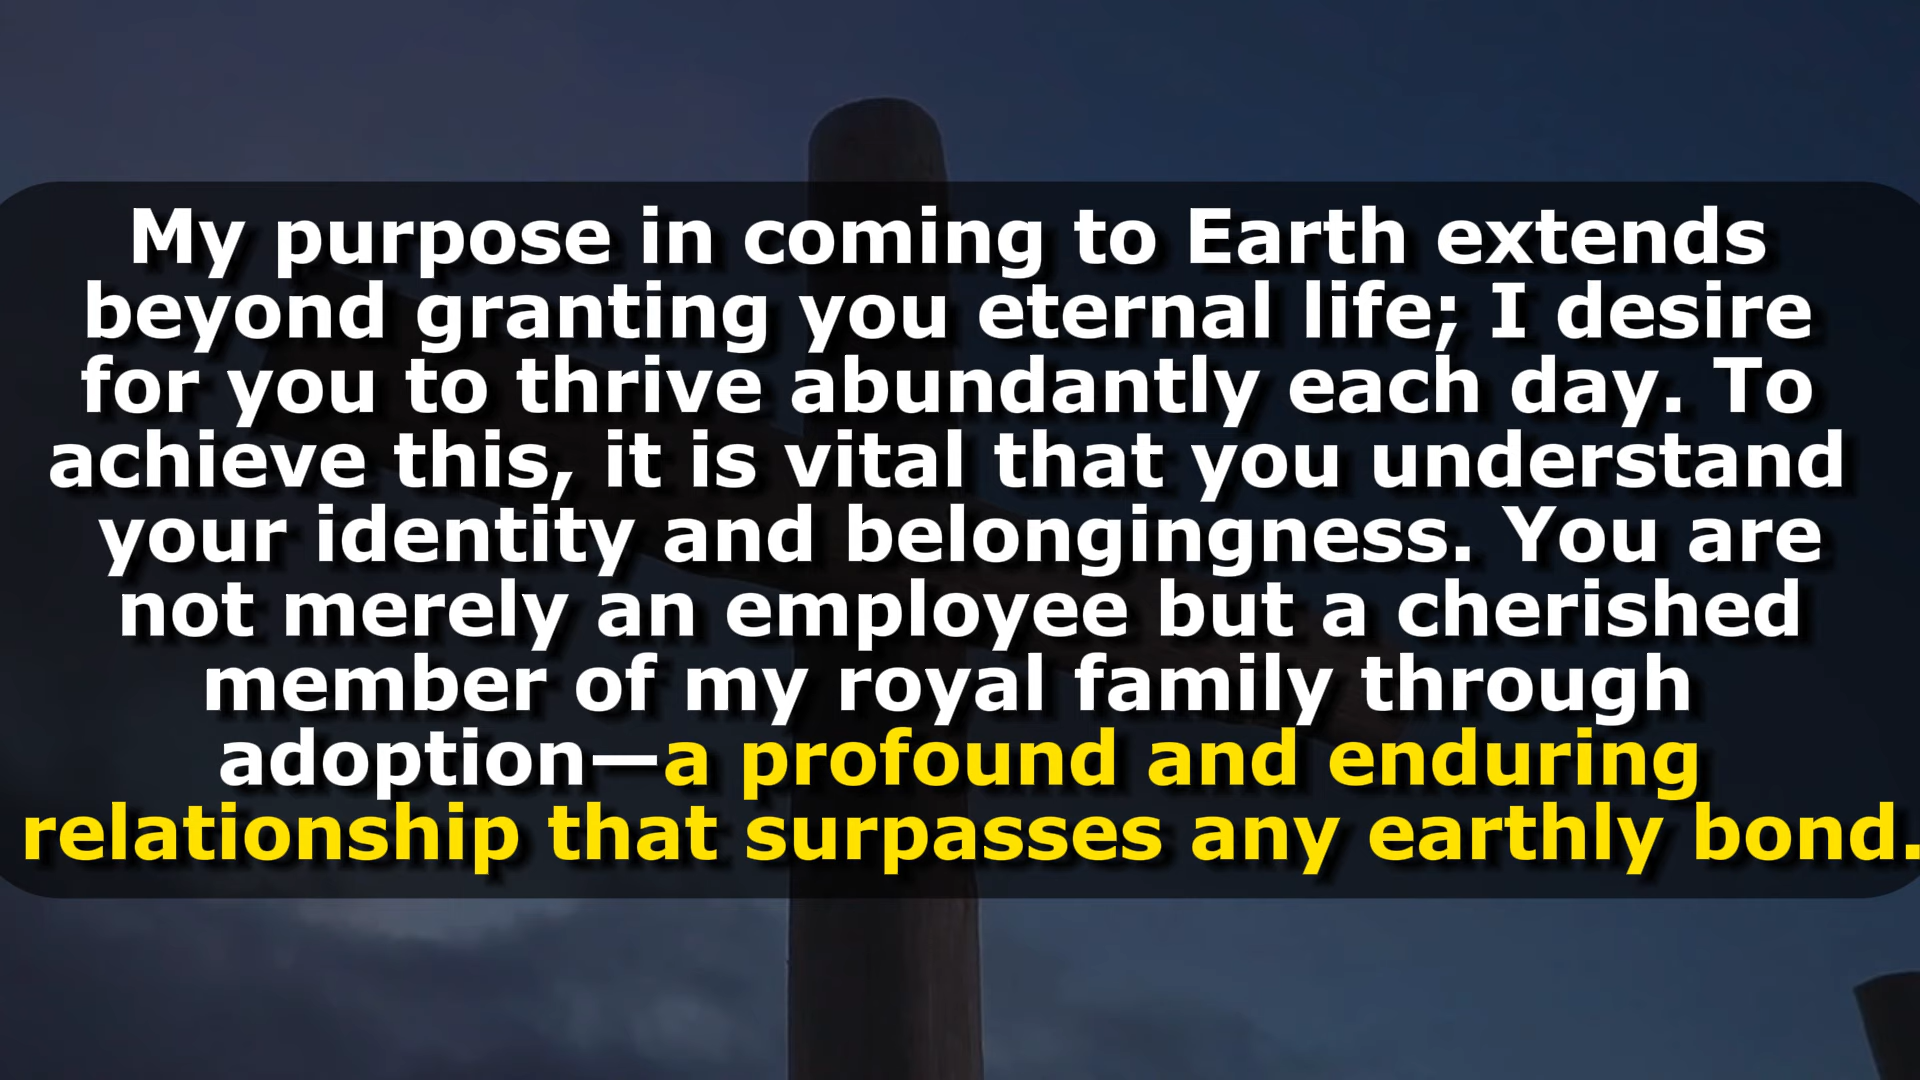 My purpose in coming to Earth extends
beyond granting you eternal life; I desire
for you to thrive abundantly each day. To
achieve this, it is vital that you understand
your identity and belongingness. You are
not merely an employee but a cherished
member of my royal family through
adoption—a profound and enduring
relationship that surpasses any earthly bond.